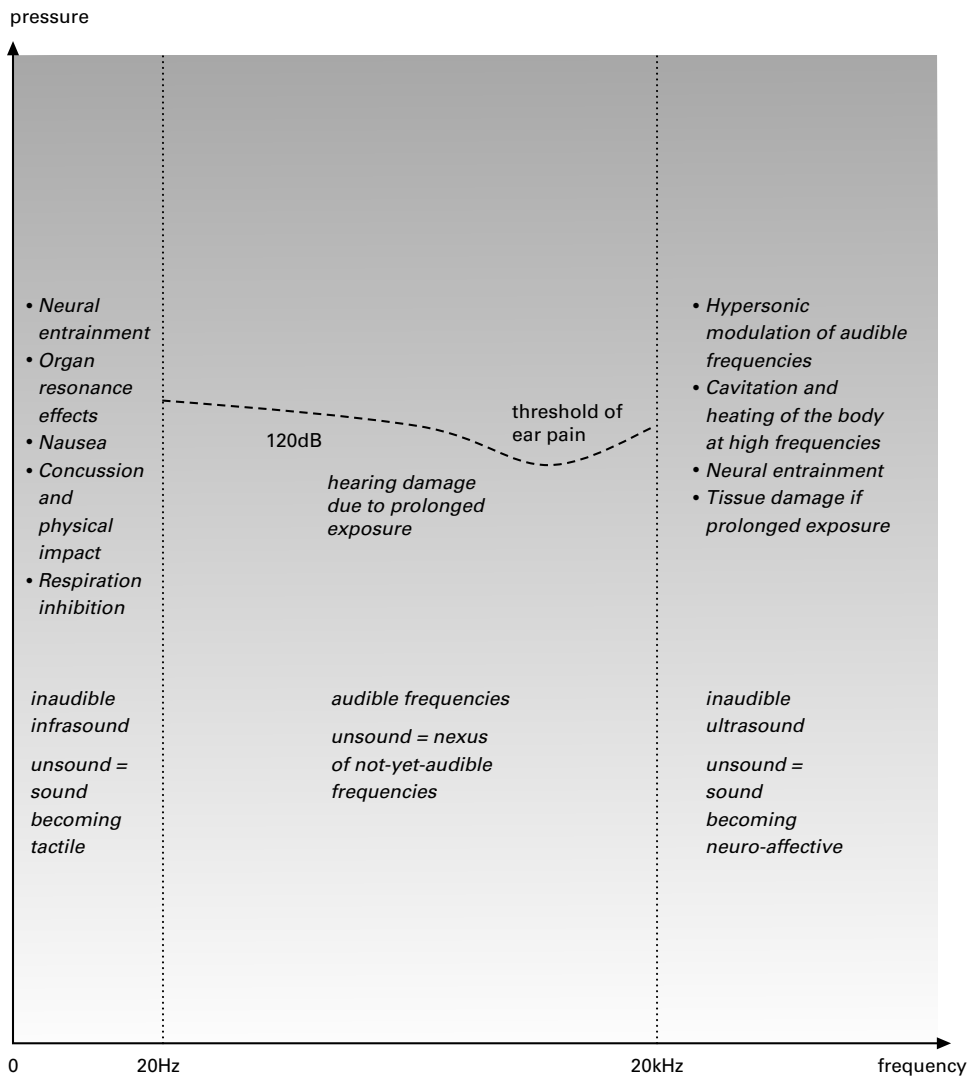 pressure
• Neural
entrainment
• Organ
resonance
effects
• Nausea
• Concussion
and
physical
impact
• Respiration
inhibition
120dB
threshold of
ear pain
hearing damage
due to prolonged
exposure
• Hypersonic
modulation of audible
frequencies
• Cavitation and
heating of the body
at high frequencies
• Neural entrainment
• Tissue damage if
prolonged exposure
inaudible
infrasound
unsound =
sound
becoming
tactile
audible frequencies
unsound = nexus
of not-yet-audible
frequencies
inaudible
ultrasound
unsound =
sound
becoming
neuro-affective
0
20Hz
20kHz
frequency